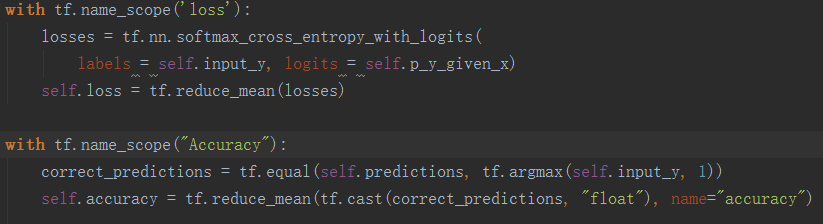 with tf.name_scope('loss'):
losses = tf.nn.softmax_cross_entropy_with_logits(
labels = self.input_y, logits = self.p_y_given_x)
self.loss = tf.reduce_mean(losses)
with tf.name_scope("Accuracy"):
correct_predictions = tf.equal(self.predictions, tf.argmax(self.input_y, 1))
self.accuracy = tf.reduce_mean(tf.cast(correct_predictions, "float"), name="accuracy")